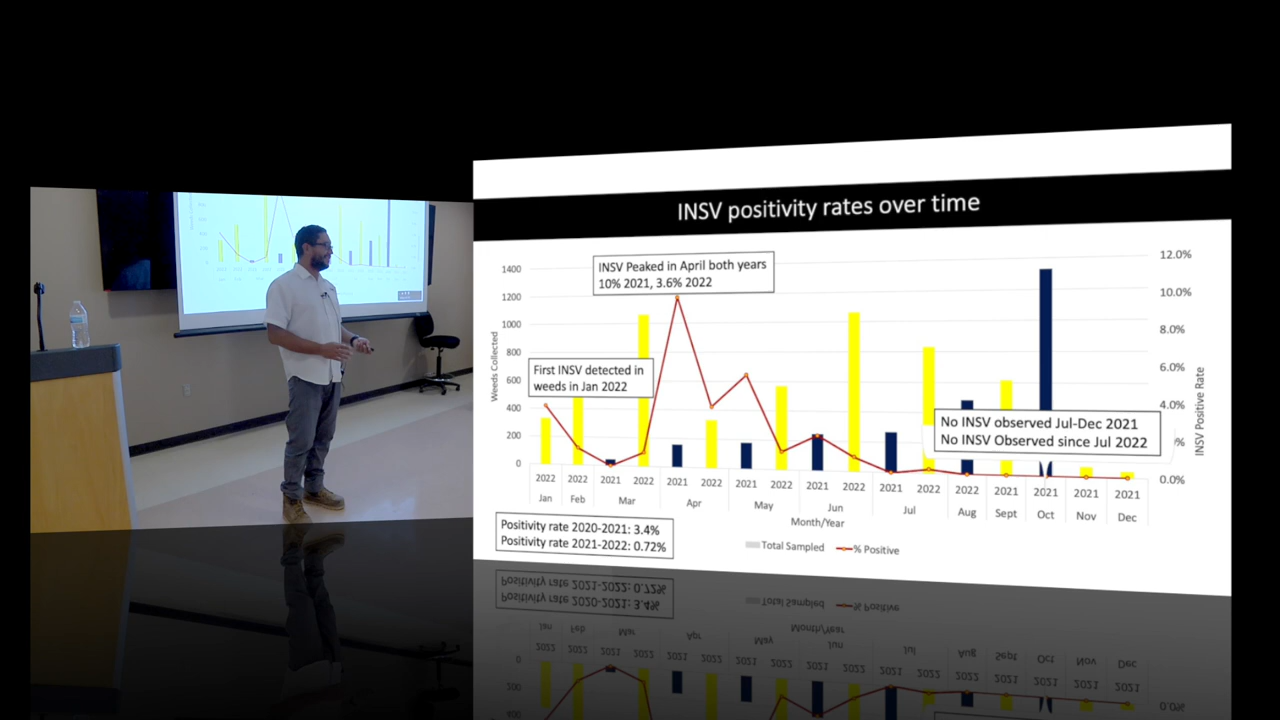 INSV positivity rates over time
INSV Peaked in April both years
10% 2021, 3.6% 2022
First INSV detected in
weeds in Jan 2022
No INSV observed Jul-Dec 2021
No INSV Observed since Jul 2022
Weeds Collected
1400
1200
1000
800
600
400
200
0
12.0%
10.0%
8.0%
6.0%
4.0%
%
0.0%
INSV Positive Rate
2022 2022 2021 2022 2021 2022 2021 2022 2021 2022 2021 2022 2022 2021 2021 2021 2021
Jan Feb Mar Apr May Jun Jul Aug Sept Oct Nov Dec
Month/Year
Total Sampled % Positive
Positivity rate 2020-2021: 3.4%
Positivity rate 2021-2022: 0.72%